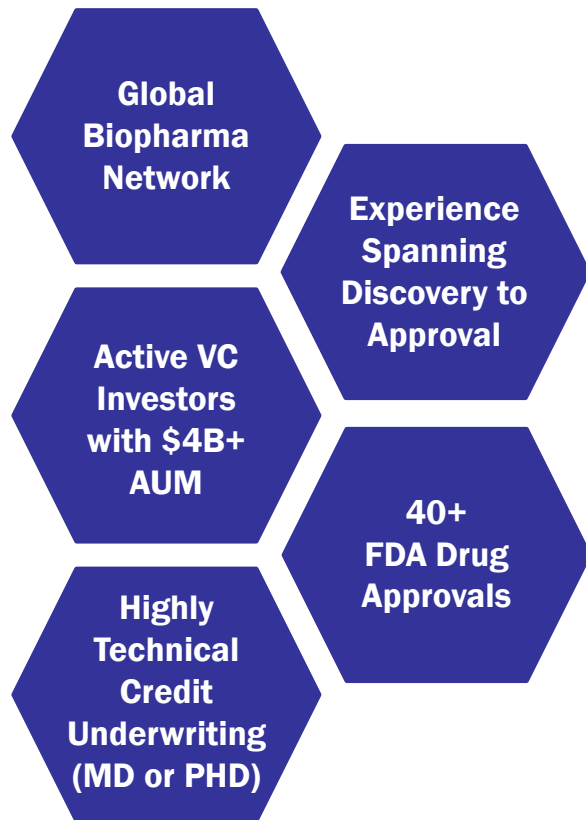 Global
Biopharma
Network
Experience
Spanning
Discovery to
Approval
Active VC
Investors
with $4B+
AUM
40+
FDA Drug
Approvals
Highly
Technical
Credit
Underwriting
(MD or PHD)